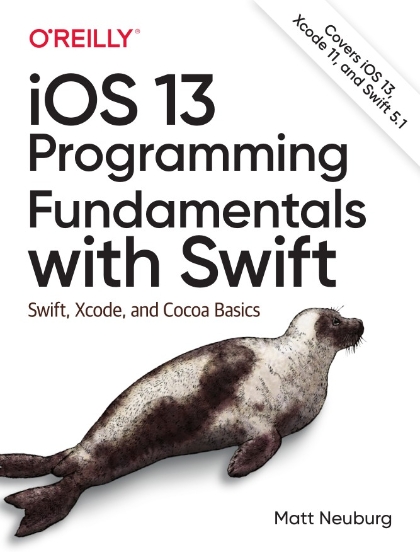 O'REILLY®
Covers iOS 13,
Xcode 11, and Swift 5.1
iOS 13
Programming
Fundamentals
with Swift
Swift, Xcode, and Cocoa Basics
Matt Neuburg